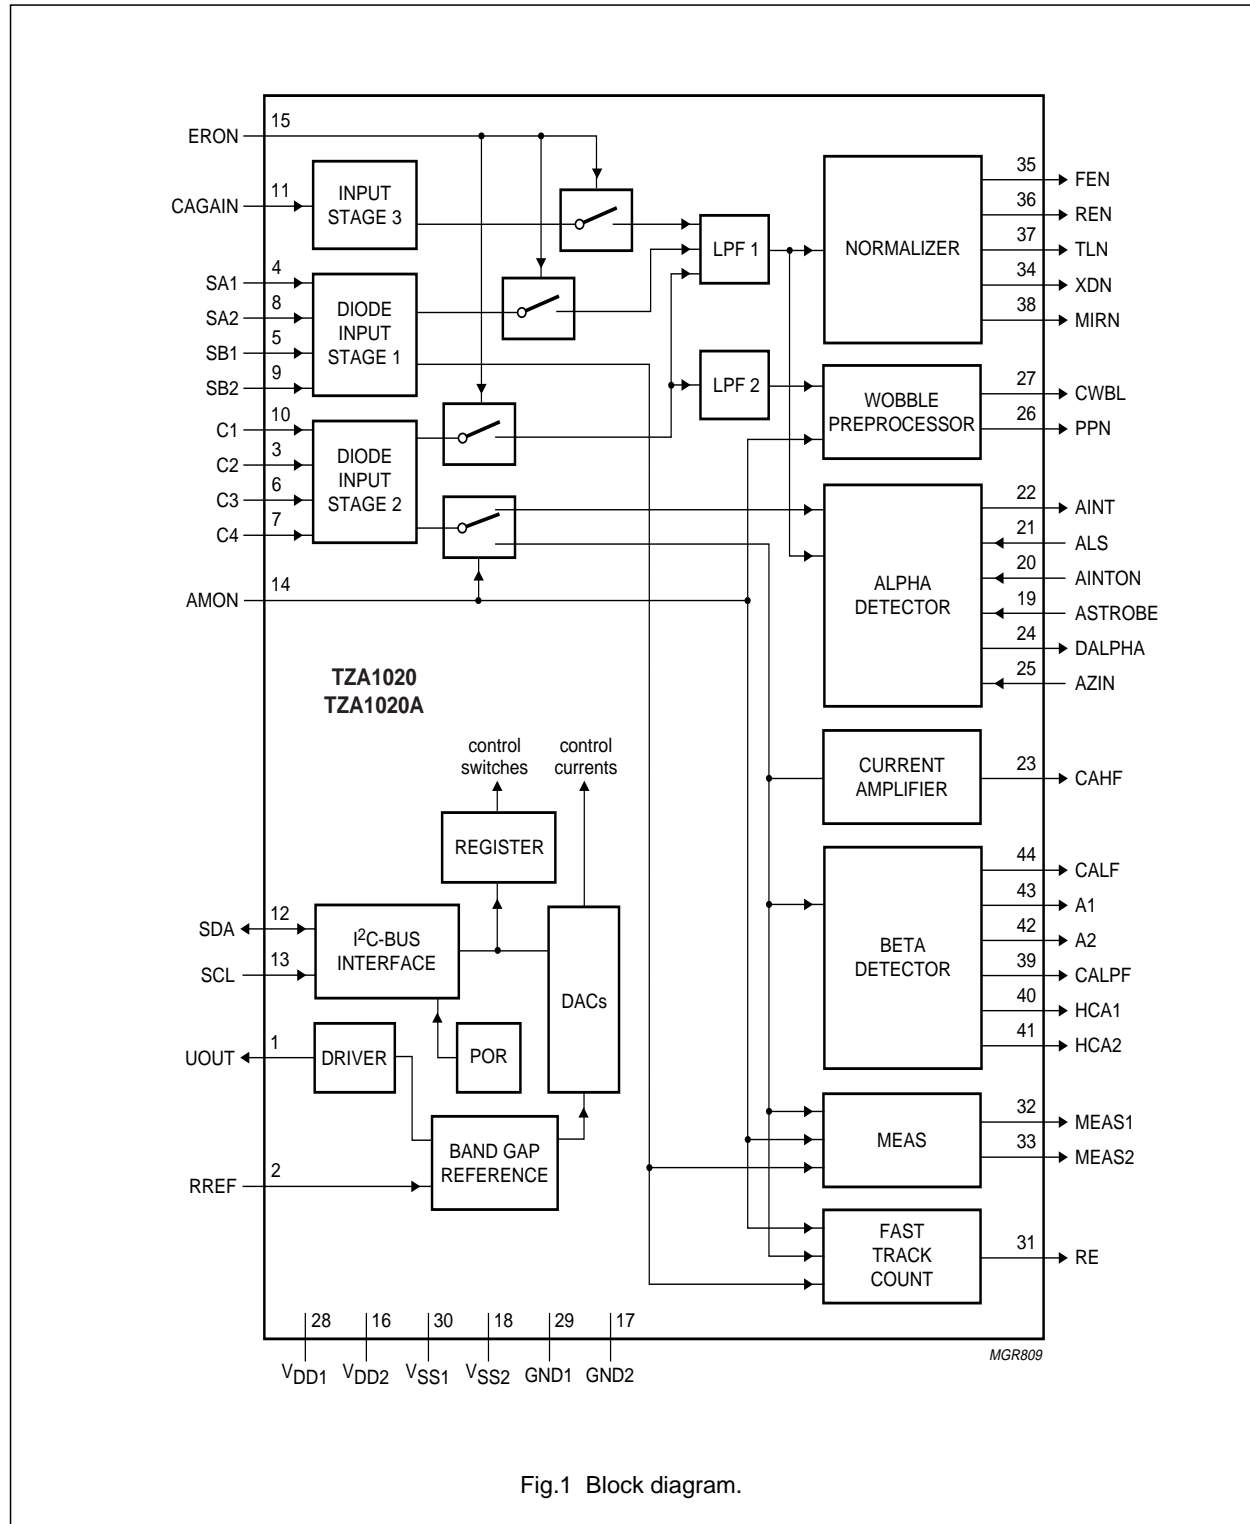 15
ERON
11
CAGAIN
INPUT
STAGE 3
4
SA1
8
SA2
5
SB1
9
SB2
DIODE
INPUT
STAGE 1
10
C1
3
C2
6
C3
7
C4
DIODE
INPUT
STAGE 2
14
AMON
LPF 1
LPF 2
NORMALIZER
35
FEN
36
REN
37
TLN
34
XDN
38
MIRN
WOBBLE
PREPROCESSOR
27
CWBL
26
PPN
ALPHA
DETECTOR
22
AINT
21
ALS
20
AINTON
19
ASTROBE
24
DALPHA
25
AZIN
TZA1020
TZA1020A
control
switches
control
currents
REGISTER
12
SDA
13
SCL
I2C-BUS
INTERFACE
DACs
1
UOUT
DRIVER
POR
2
RREF
BAND GAP
REFERENCE
CURRENT
AMPLIFIER
23
CAHF
BETA
DETECTOR
44
CALF
43
A1
42
A2
39
CALPF
40
HCA1
41
HCA2
MEAS
32
MEAS1
33
MEAS2
FAST
TRACK
COUNT
31
RE
28
16
30
18
29
17
VDD1
VDD2
VSS1
VSS2
GND1
GND2
MGR809
Fig.1 Block diagram.